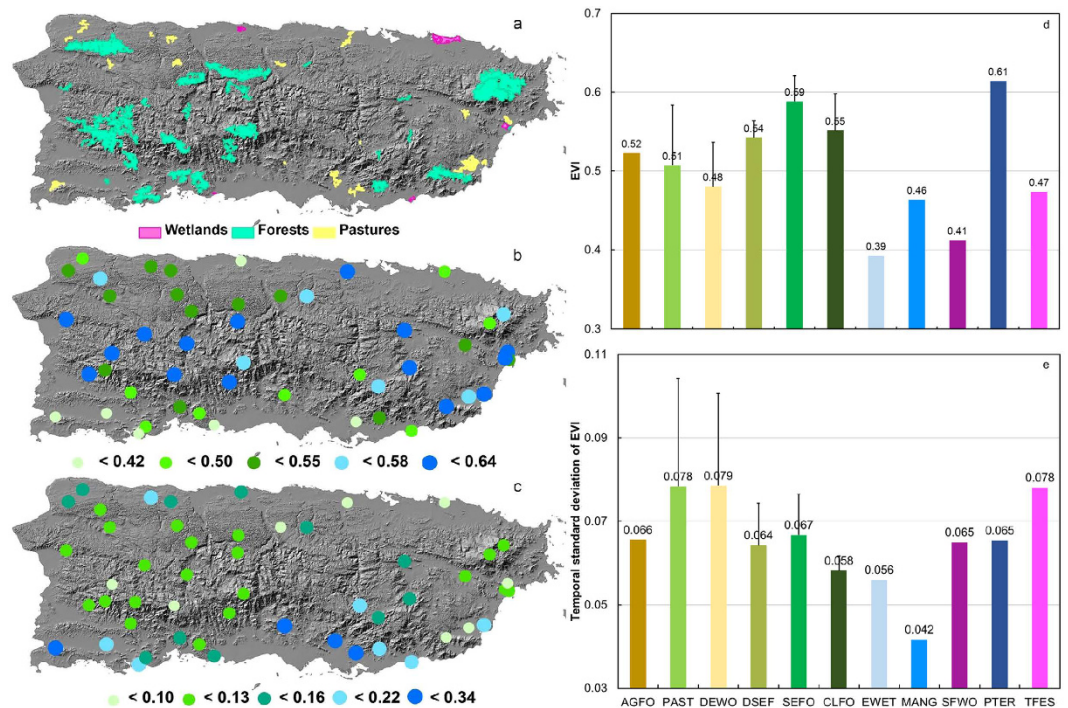 a
Wetlands Forests Pastures
b
< 0.42 < 0.50 < 0.55 < 0.58 < 0.64
c
< 0.10 < 0.13 < 0.16 < 0.22 < 0.34
d
EVI
0.7
0.6
0.5
0.4
0.3
0.52 0.51 0.48 0.54 0.59 0.55 0.39 0.46 0.41 0.61 0.47
e
Temporal standard deviation of EVI
0.11
0.09
0.07
0.05
0.03
0.066 0.078 0.079 0.064 0.067 0.058 0.056 0.042 0.065 0.065 0.078
AGFO PAST DEWO DSEF SEFO CLFO EWET MANG SFWO PTER TFES